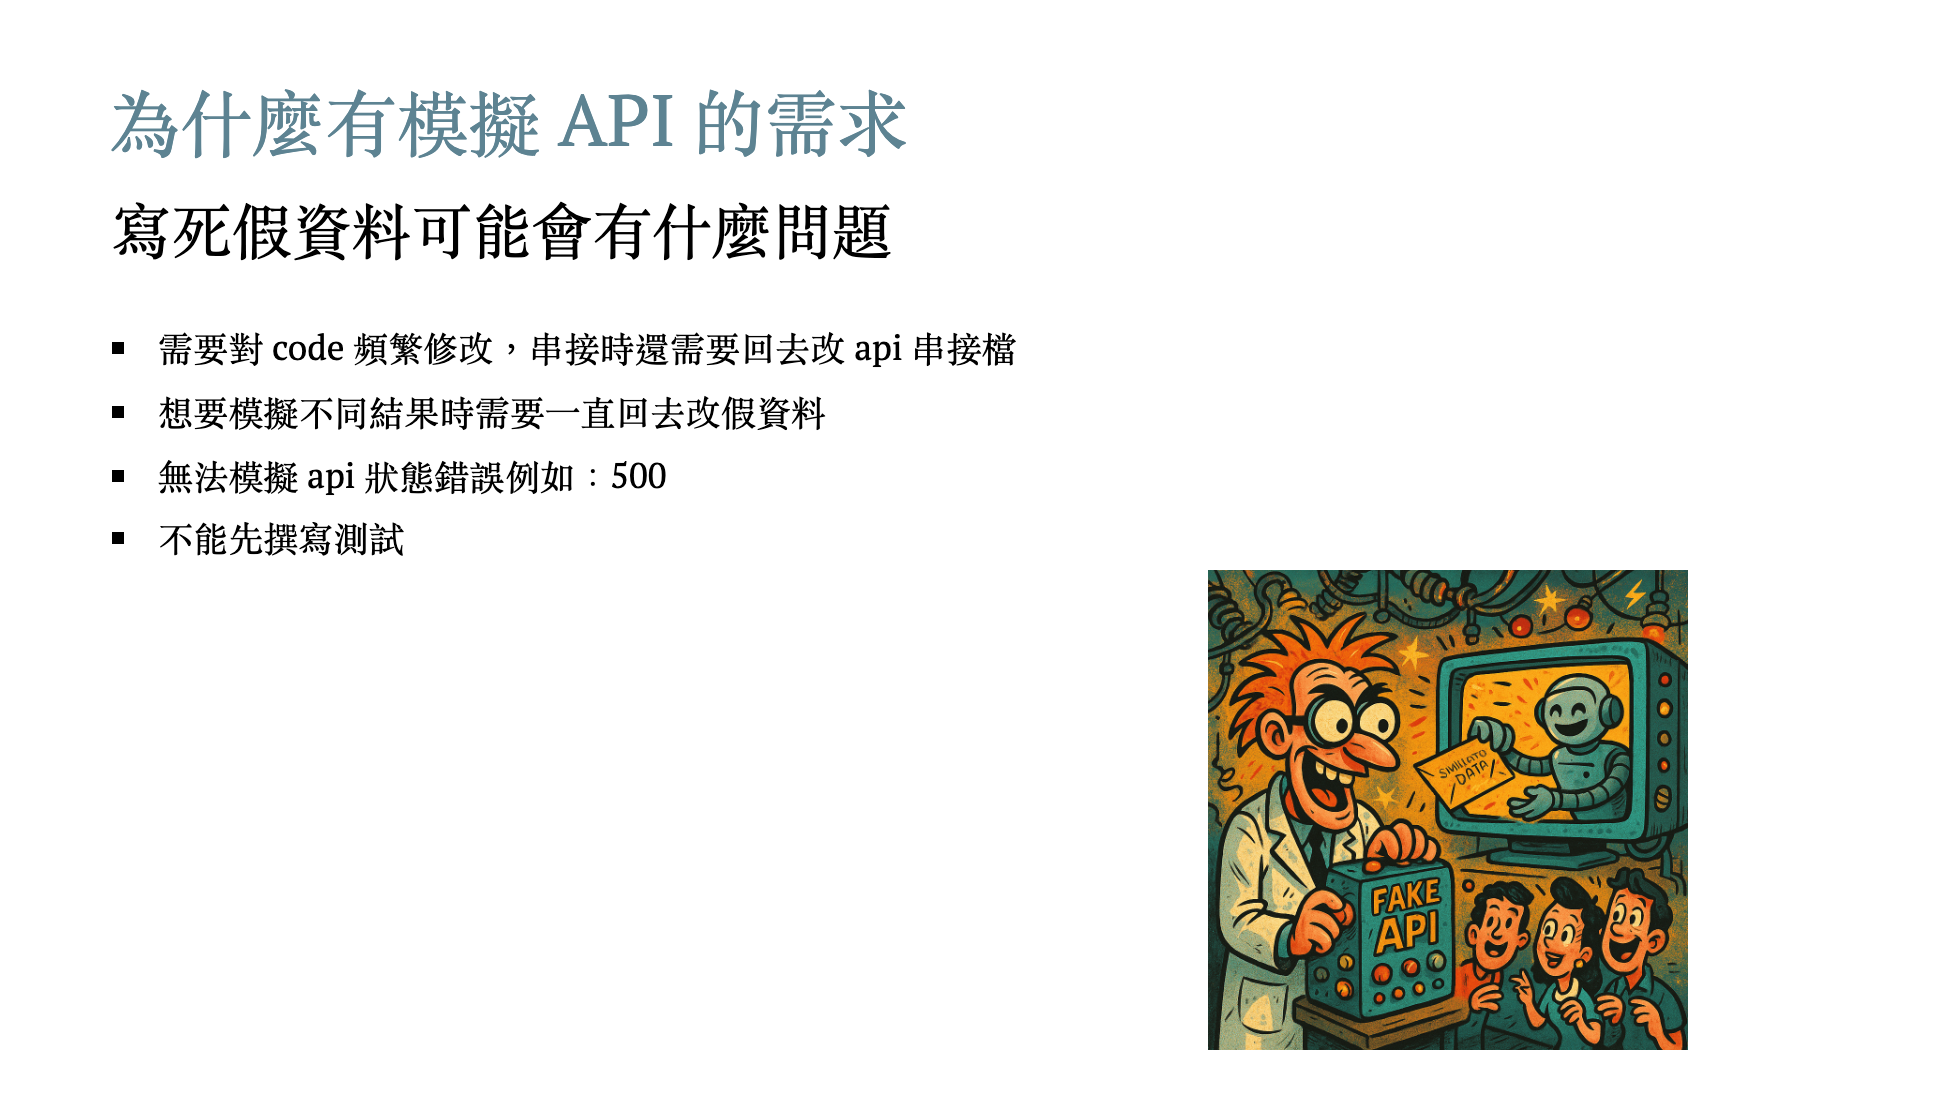 為什麼有模擬 API 的需求
寫死假資料可能會有什麼問題
需要對 code 頻繁修改，串接時還需要回去改 api 串接檔
想要模擬不同結果時需要一直回去改假資料
無法模擬 api 狀態錯誤例如：500
不能先撰寫測試
DATA
FAKE
API